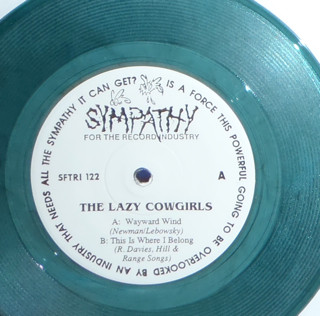 IS A FORCE THIS POWERFUL GOING TO BE OVERLOOKED BY AN INDUSTRY THAT NEEDS ALL THE SYMPATHY IT CAN GET?
SYMPATHY
FOR THE RECORD INDUSTRY
SFTRI 122
A
THE LAZY COWGIRLS
A: Wayward Wind
(Newman/Lebowsky)
B: This Is Where I Belong
(R. Davies, Hill &
Range Songs)